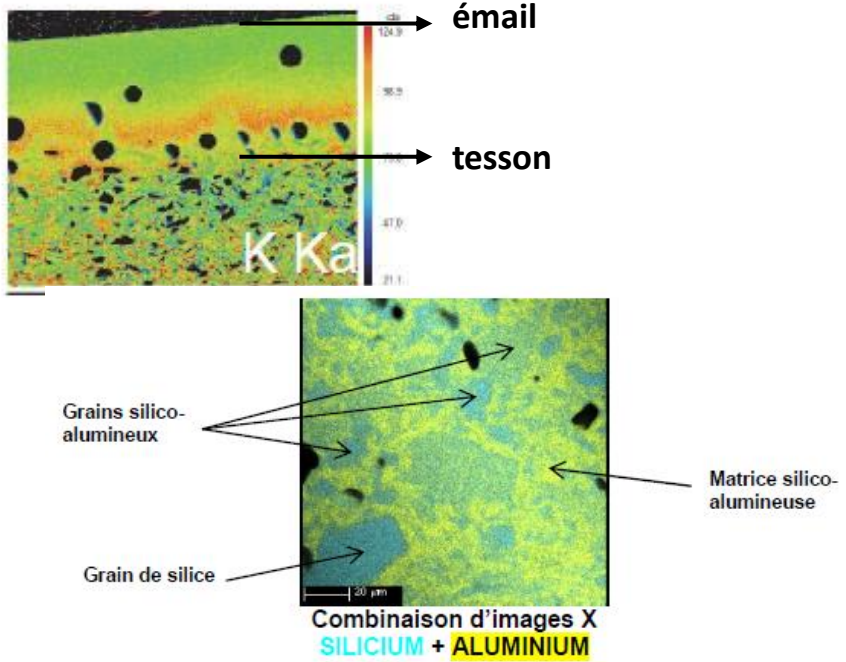 cts
émail
124.9
98.9
tesson
47.0
K Ka
21.1
Grains silico-
alumineux
Matrice silico-
alumineuse
Grain de silice
20 µm
Combinaison d'images X
SILICIUM + ALUMINIUM